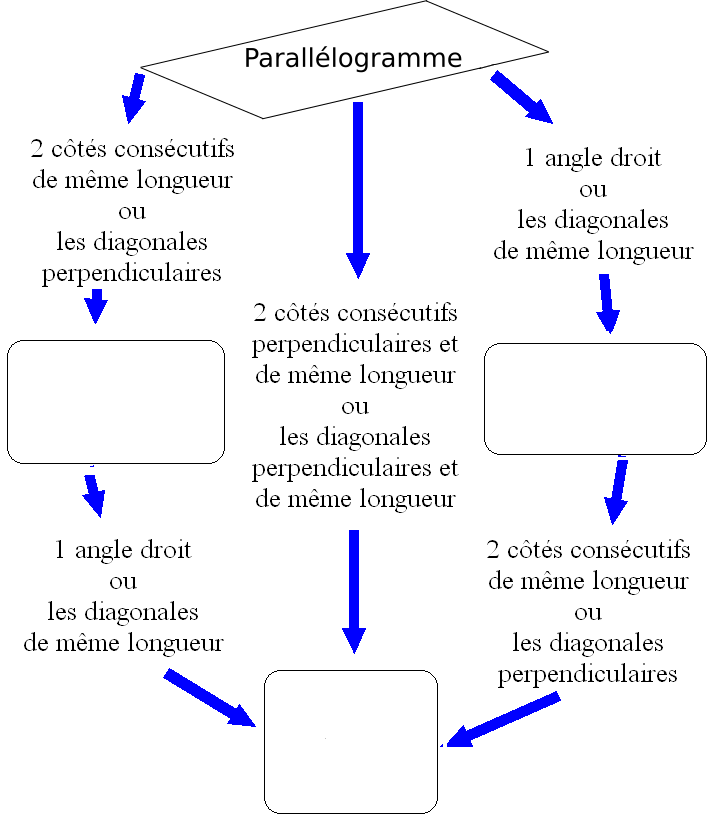 Parallélogramme
2 côtés consécutifs
de même longueur
ou
les diagonales
perpendiculaires
1 angle droit
ou
les diagonales
de même longueur
2 côtés consécutifs
perpendiculaires et
de même longueur
ou
les diagonales
perpendiculaires et
de même longueur
1 angle droit
ou
les diagonales
de même longueur
2 côtés consécutifs
de même longueur
ou
les diagonales
perpendiculaires